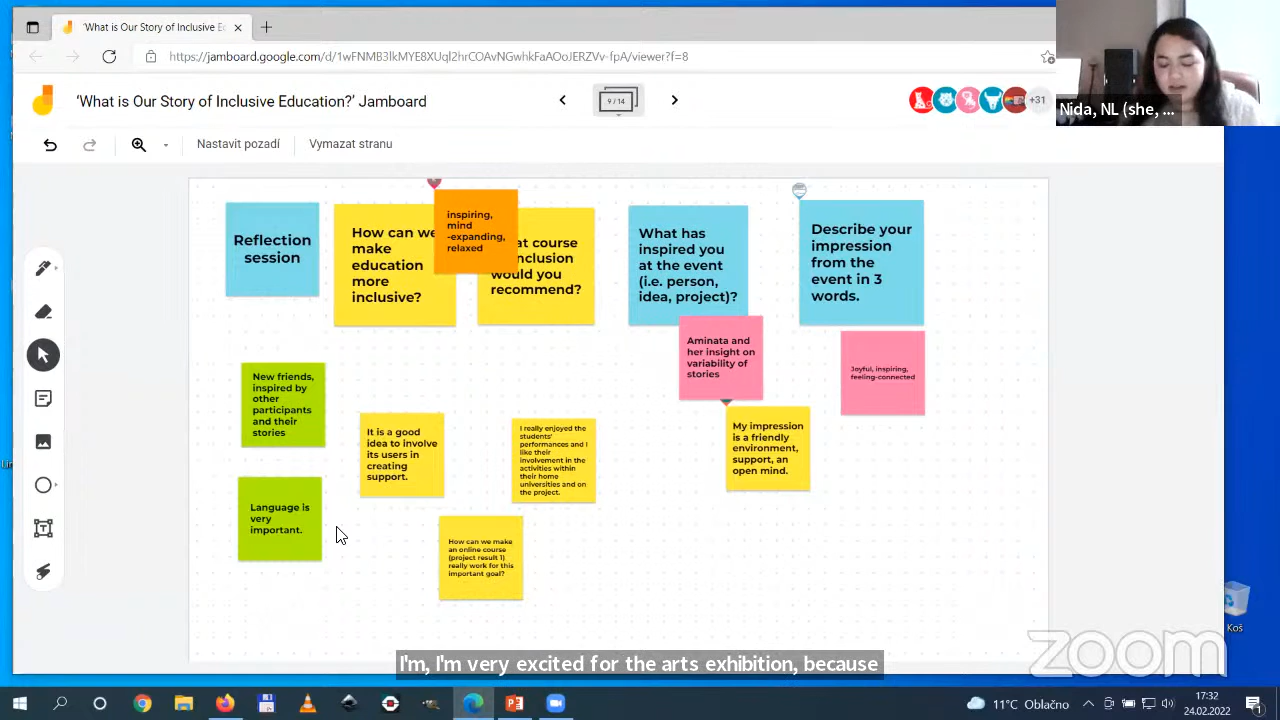 'What is Our Story of Inclusive Ed
https://jamboard.google.com/d/1wFNMB3lkMYE8XUql2hrCOAvNGwhkFaAOoJERZVv-fpA/viewer?f=8
'What is Our Story of Inclusive Education?' Jamboard
9 / 14
+31
Nida, NL (she, ...
Nastavit pozadí
Vymazat stranu
Reflection
session
How can we
make
education
more
inclusive?
inspiring,
mind
-expanding,
relaxed
at course
inclusion
would you
recommend?
What has
inspired you
at the event
(i.e. person,
idea, project)?
Describe your
impression
from the
event in 3
words.
Aminata and
her insight on
variability of
stories
Joyful, inspiring,
feeling-connected
New friends,
inspired by
other
participants
and their
stories
It is a good
idea to involve
its users in
creating
support.
I really enjoyed the
students'
performances and I
like their
involvement in the
activities within
their home
universities and on
the project.
My impression
is a friendly
environment,
support, an
open mind.
Language is
very
important.
How can we make
an online course
(project result 1)
really work for this
important goal?
I'm, I'm very excited for the arts exhibition, because
zoom
Koš
11°C Oblačno
17:32
24.02.2022
1